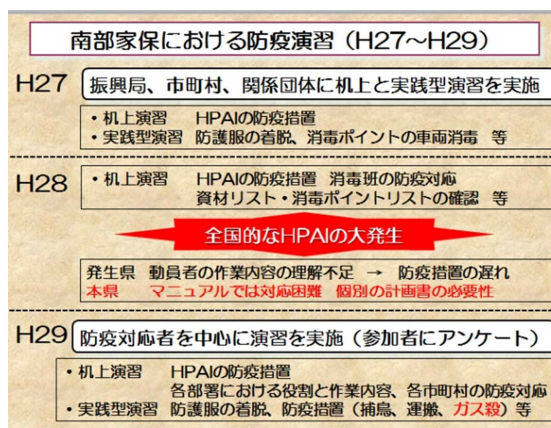 南部家保における防疫演習（H27～H29）
H27 振興局、市町村、関係団体に机上と実践型演習を実施
・机上演習 HPAIの防疫措置
・実践型演習 防護服の着脱、消毒ポイントの車両消毒 等
H28 ・机上演習 HPAIの防疫措置 消毒班の防疫対応
資材リスト・消毒ポイントリストの確認 等
全国的なHPAIの大発生
発生県 動員者の作業内容の理解不足 → 防疫措置の遅れ
本県 マニュアルでは対応困難 個別の計画書の必要性
H29 防疫対応者を中心に演習を実施（参加者にアンケート）
・机上演習 HPAIの防疫措置
各部署における役割と作業内容、各市町村の防疫対応
・実践型演習 防護服の着脱、防疫措置（捕鳥、運搬、ガス殺）等